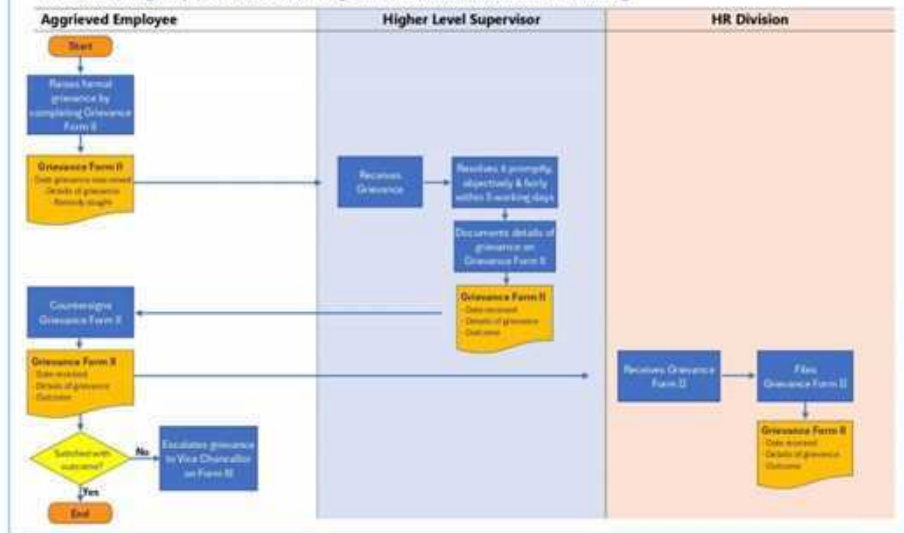 Aggrieved Employee
Higher Level Supervisor
HR Division
Start
Raises formal
grievance by
completing Grievance
Form II
Grievance Form II
- Date grievance was raised
- Details of grievance
- Remedy sought
Receives
Grievance
Resolves it promptly,
objectively & fairly
within 5 working days
Documents details of
grievance on
Grievance Form II
Grievance Form II
- Date received
- Details of grievance
- Outcome
Countersigns
Grievance Form II
Grievance Form II
- Date received
- Details of grievance
- Outcome
Receives Grievance
Form II
Files
Grievance Form II
Grievance Form II
- Date received
- Details of grievance
- Outcome
Satisfied with
outcome?
No
Escalates grievance
to Vice Chancellor
on Form III
Yes
End